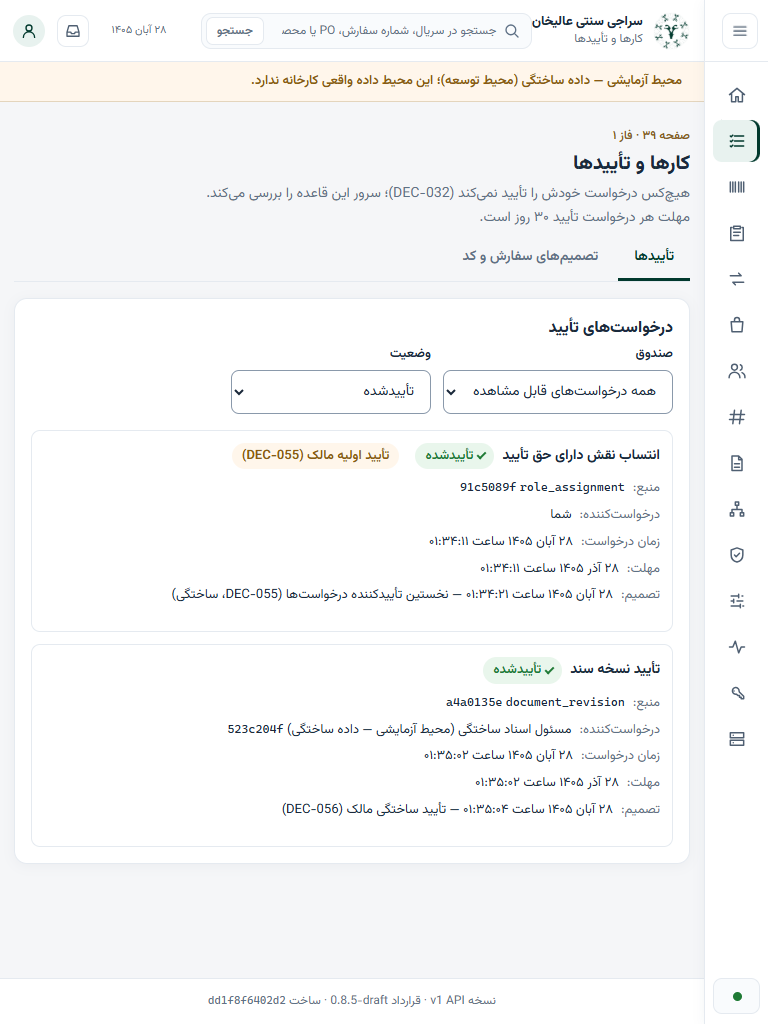 سراجی سنتی عالیخان
کارها و تأییدها
جستجو در سریال، شماره سفارش، PO یا محصو
جستجو
۲۸ آبان ۱۴۰۵
محیط آزمایشی — داده ساختگی (محیط توسعه)؛ این محیط داده واقعی کارخانه ندارد.
صفحه ۳۹ · فاز ۱
کارها و تأییدها
هیچ‌کس درخواست خودش را تأیید نمی‌کند (DEC-032)؛ سرور این قاعده را بررسی می‌کند.
مهلت هر درخواست تأیید ۳۰ روز است.
تأییدها
تصمیم‌های سفارش و کد
درخواست‌های تأیید
صندوق
وضعیت
همه درخواست‌های قابل مشاهده
تأییدشده
انتساب نقش دارای حق تأیید ✓ تأییدشده تأیید اولیه مالک (DEC-055)
منبع: role_assignment 91c5089f
درخواست‌کننده: شما
زمان درخواست: ۲۸ آبان ۱۴۰۵ ساعت ۰۱:۳۴:۱۱
مهلت: ۲۸ آذر ۱۴۰۵ ساعت ۰۱:۳۴:۱۱
تصمیم: ۲۸ آبان ۱۴۰۵ ساعت ۰۱:۳۴:۲۱ — نخستین تأییدکننده درخواست‌ها (DEC-055، ساختگی)
تأیید نسخه سند ✓ تأییدشده
منبع: document_revision a4a0135e
درخواست‌کننده: مسئول اسناد ساختگی (محیط آزمایشی — داده ساختگی) 523c204f
زمان درخواست: ۲۸ آبان ۱۴۰۵ ساعت ۰۱:۳۵:۰۲
مهلت: ۲۸ آذر ۱۴۰۵ ساعت ۰۱:۳۵:۰۲
تصمیم: ۲۸ آبان ۱۴۰۵ ساعت ۰۱:۳۵:۰۴ — تأیید ساختگی مالک (DEC-056)
نسخه API v1 · قرارداد 0.8.5-draft · ساخت dd1f8f6402d2